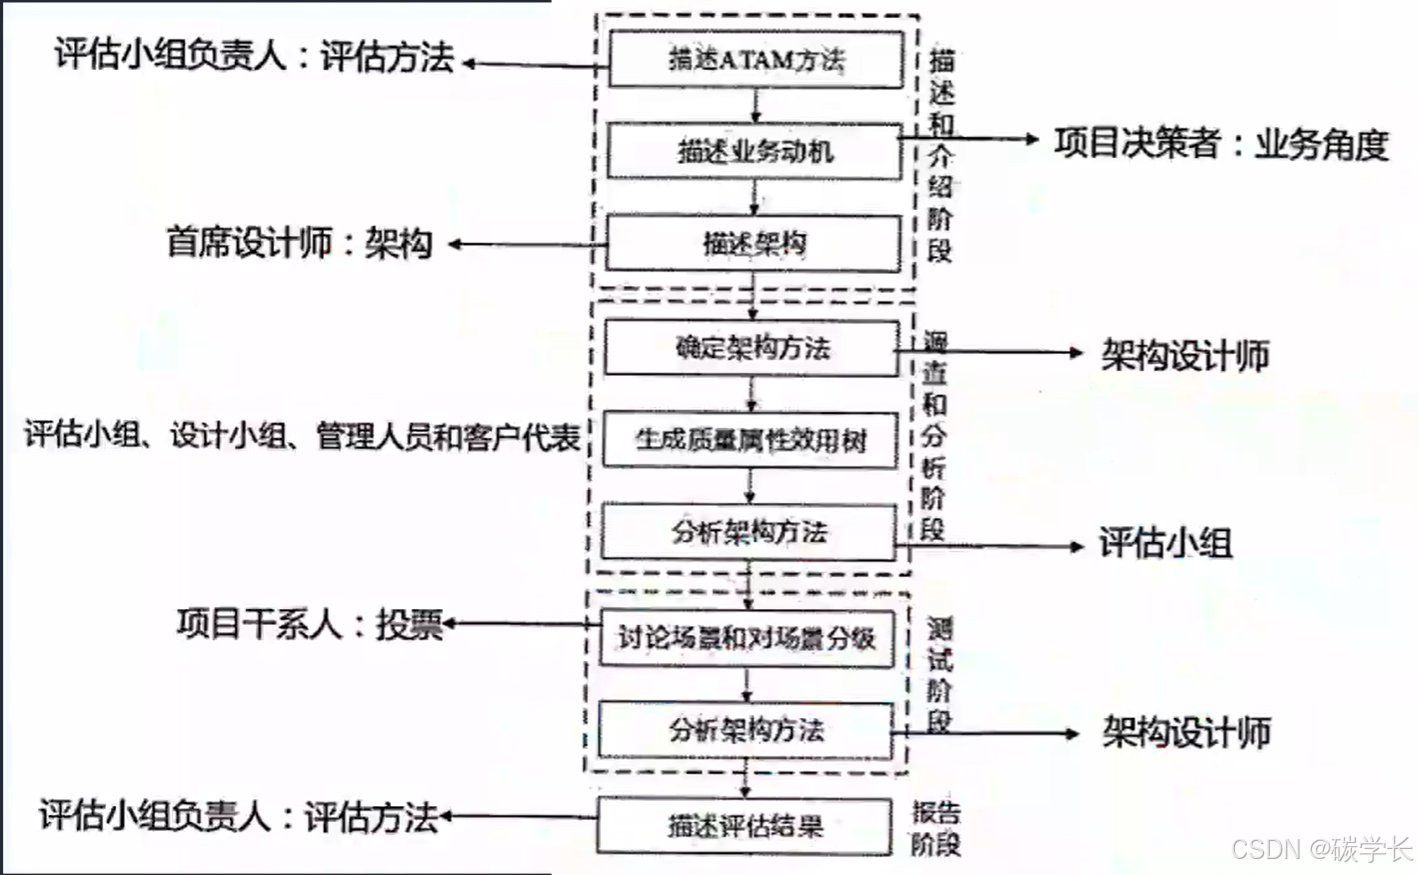 评估小组负责人：评估方法
描述ATAM方法
描述业务动机
项目决策者：业务角度
首席设计师：架构
描述架构
描述和介绍阶段
确定架构方法
架构设计师
评估小组、设计小组、管理人员和客户代表
生成质量属性效用树
分析架构方法
评估小组
调查和分析阶段
项目干系人：投票
讨论场景和对场景分级
分析架构方法
架构设计师
测试阶段
评估小组负责人：评估方法
描述评估结果
报告
阶段
CSDN @碳学长